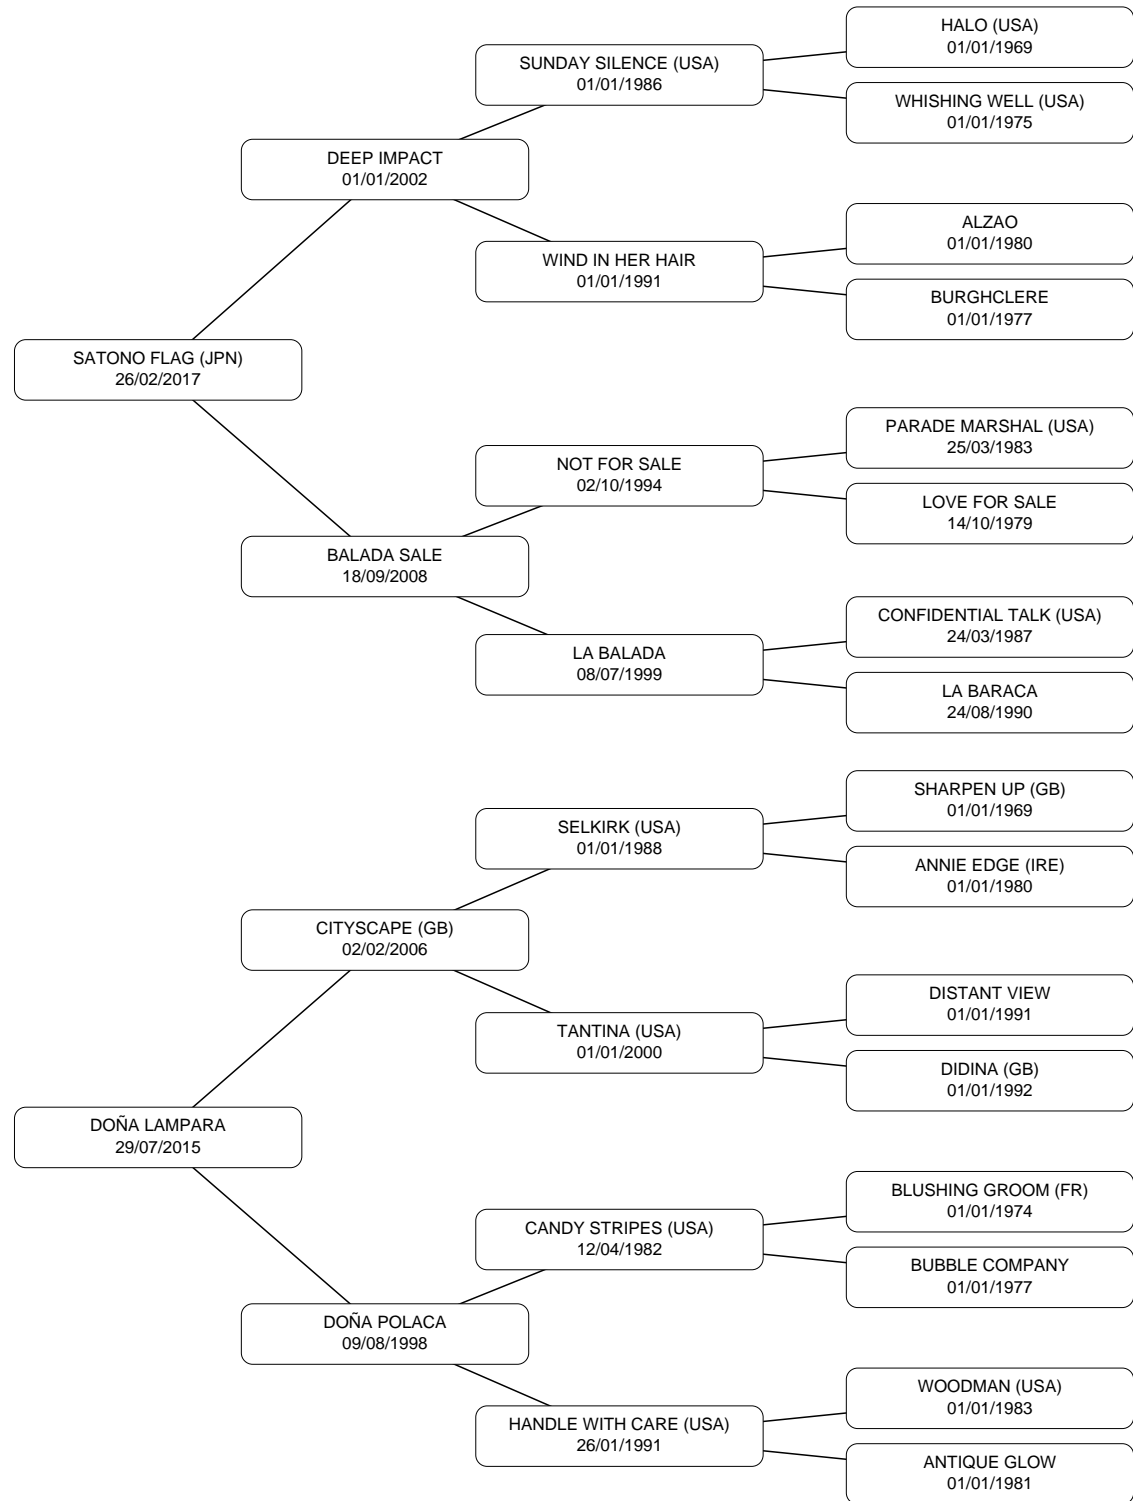 HALO (USA)
01/01/1969
SUNDAY SILENCE (USA)
01/01/1986
WHISHING WELL (USA)
01/01/1975
DEEP IMPACT
01/01/2002
ALZAO
01/01/1980
WIND IN HER HAIR
01/01/1991
BURGHCLERE
01/01/1977
SATONO FLAG (JPN)
26/02/2017
PARADE MARSHAL (USA)
25/03/1983
NOT FOR SALE
02/10/1994
LOVE FOR SALE
14/10/1979
BALADA SALE
18/09/2008
CONFIDENTIAL TALK (USA)
24/03/1987
LA BALADA
08/07/1999
LA BARACA
24/08/1990
SHARPEN UP (GB)
01/01/1969
SELKIRK (USA)
01/01/1988
ANNIE EDGE (IRE)
01/01/1980
CITYSCAPE (GB)
02/02/2006
DISTANT VIEW
01/01/1991
TANTINA (USA)
01/01/2000
DIDINA (GB)
01/01/1992
DOÑA LAMPARA
29/07/2015
BLUSHING GROOM (FR)
01/01/1974
CANDY STRIPES (USA)
12/04/1982
BUBBLE COMPANY
01/01/1977
DOÑA POLACA
09/08/1998
WOODMAN (USA)
01/01/1983
HANDLE WITH CARE (USA)
26/01/1991
ANTIQUE GLOW
01/01/1981